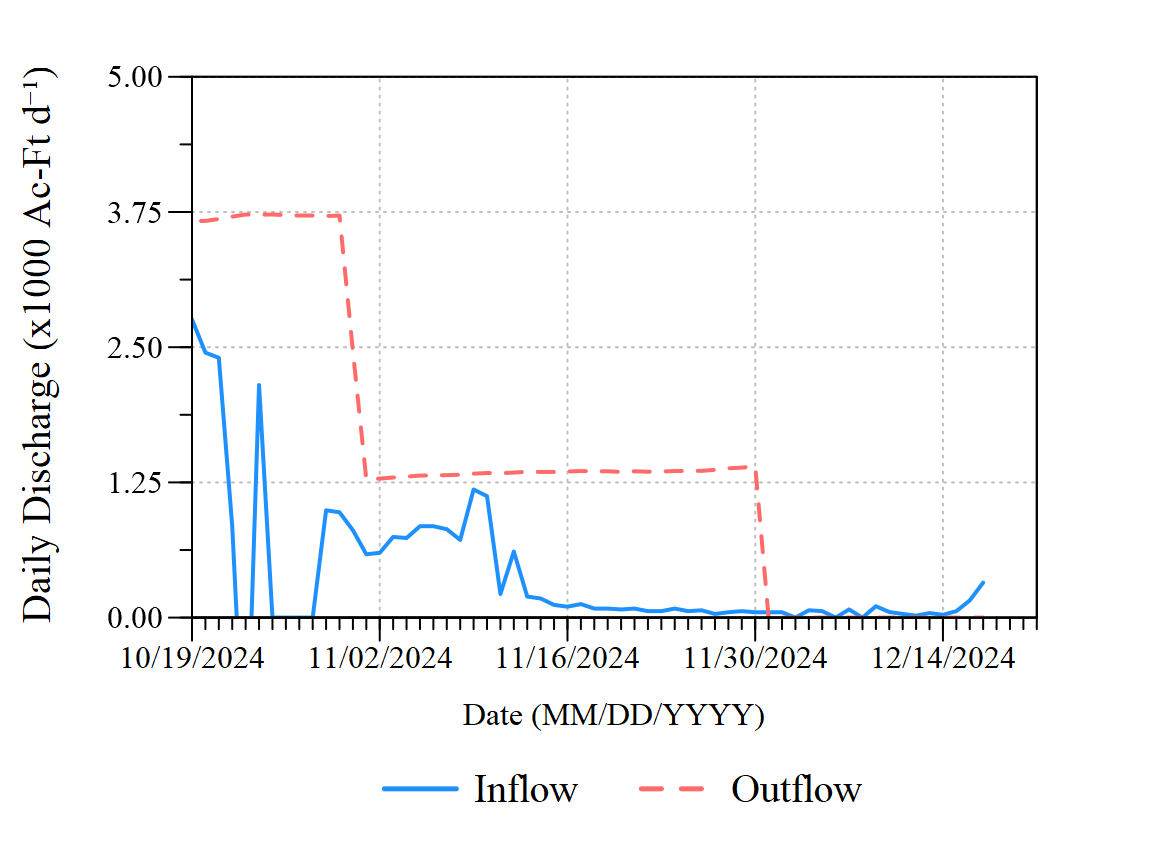 Daily Discharge (x1000 Ac-Ft d⁻¹)
5.00
3.75
2.50
1.25
0.00
10/19/2024 11/02/2024 11/16/2024 11/30/2024 12/14/2024
Date (MM/DD/YYYY)
Inflow Outflow